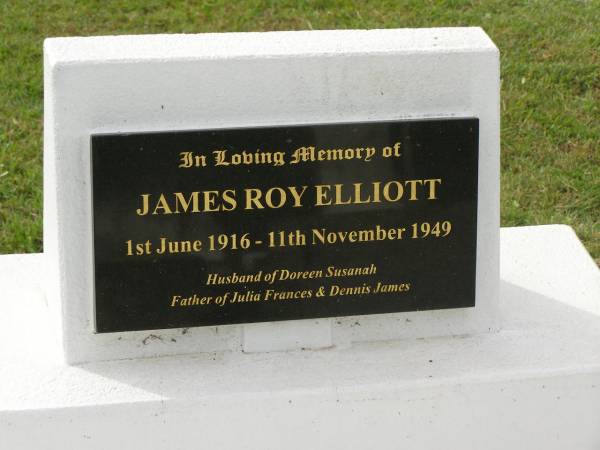 In Loving Memory of
JAMES ROY ELLIOTT
1st June 1916 - 11th November 1949
Husband of Doreen Susanah
Father of Julia Frances & Dennis James